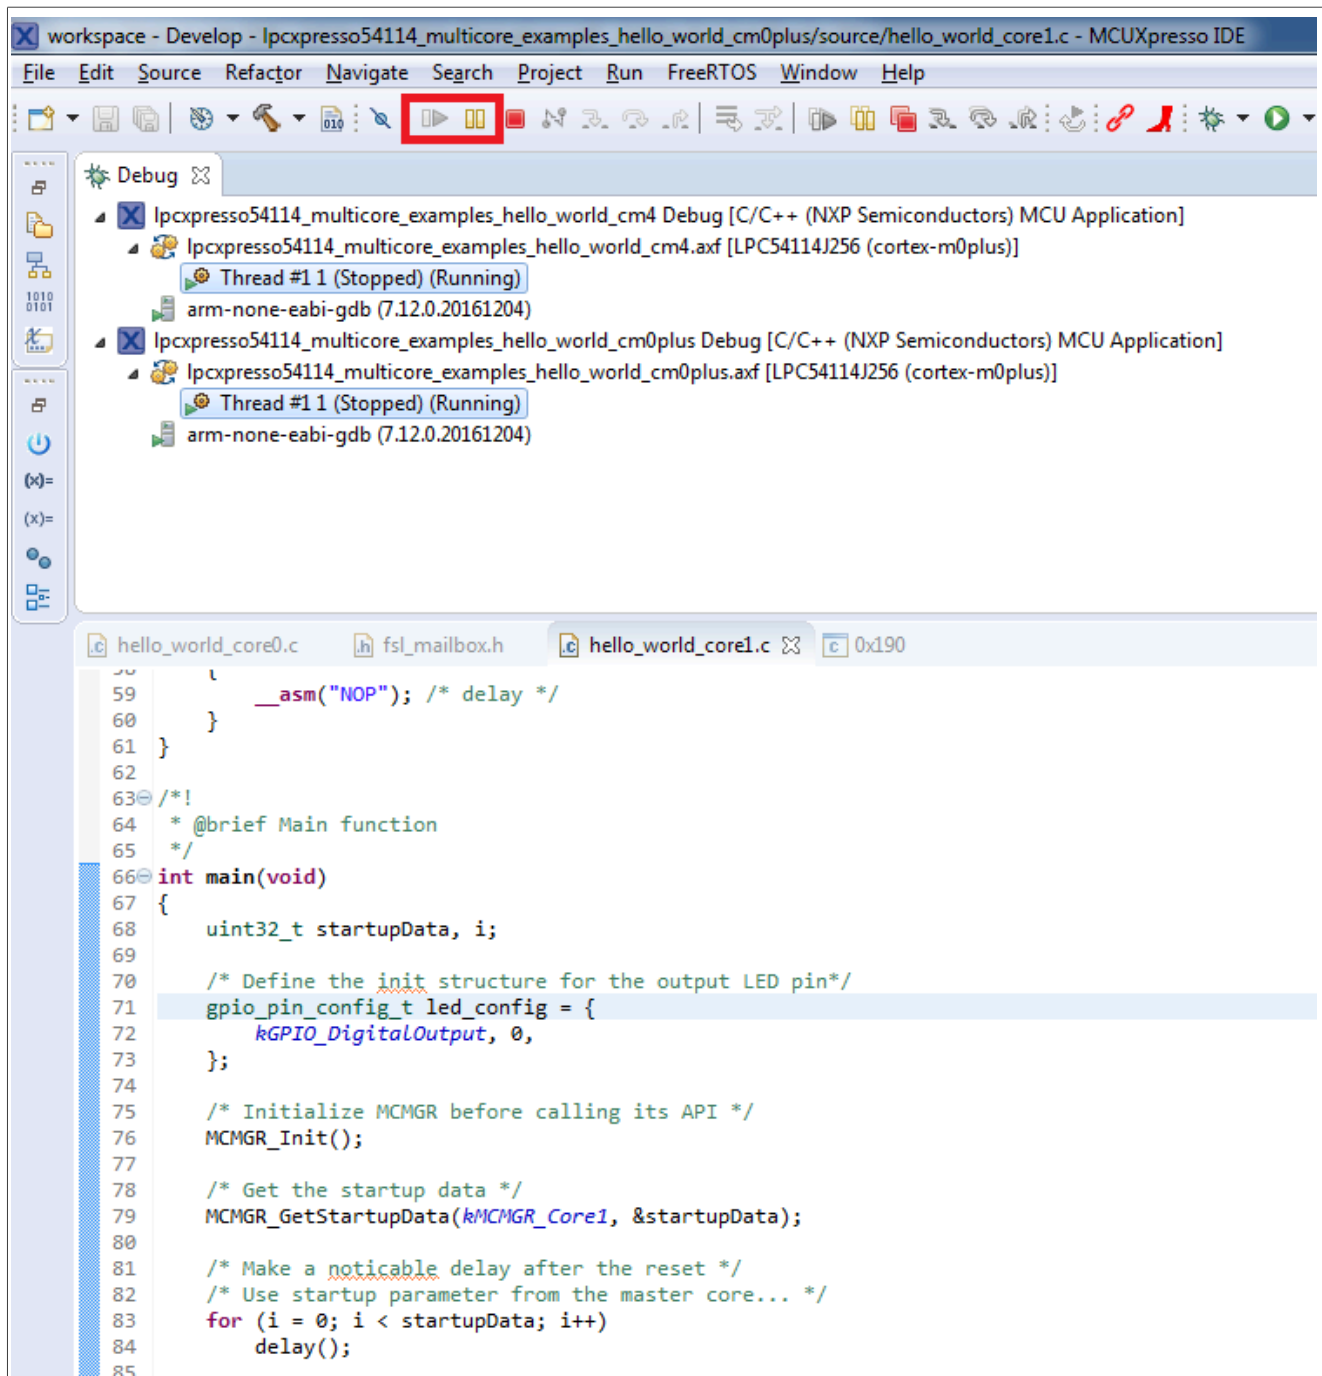 workspace - Develop - lpcxpresso54114_multicore_examples_hello_world_cm0plus/source/hello_world_core1.c - MCUXpresso IDE
File Edit Source Refactor Navigate Search Project Run FreeRTOS Window Help
010
Debug
lpcxpresso54114_multicore_examples_hello_world_cm4 Debug [C/C++ (NXP Semiconductors) MCU Application]
lpcxpresso54114_multicore_examples_hello_world_cm4.axf [LPC54114J256 (cortex-m0plus)]
Thread #1 1 (Stopped) (Running)
1010
0101
arm-none-eabi-gdb (7.12.0.20161204)
lpcxpresso54114_multicore_examples_hello_world_cm0plus Debug [C/C++ (NXP Semiconductors) MCU Application]
lpcxpresso54114_multicore_examples_hello_world_cm0plus.axf [LPC54114J256 (cortex-m0plus)]
Thread #1 1 (Stopped) (Running)
arm-none-eabi-gdb (7.12.0.20161204)
(x)=
(x)=
.c hello_world_core0.c .h fsl_mailbox.h .c hello_world_core1.c c 0x190
58 {
59 __asm("NOP"); /* delay */
60 }
61 }
62
63 /*!
64 * @brief Main function
65 */
66 int main(void)
67 {
68 uint32_t startupData, i;
69
70 /* Define the init structure for the output LED pin*/
71 gpio_pin_config_t led_config = {
72 kGPIO_DigitalOutput, 0,
73 };
74
75 /* Initialize MCMGR before calling its API */
76 MCMGR_Init();
77
78 /* Get the startup data */
79 MCMGR_GetStartupData(kMCMGR_Core1, &startupData);
80
81 /* Make a noticable delay after the reset */
82 /* Use startup parameter from the master core... */
83 for (i = 0; i < startupData; i++)
84 delay();
85